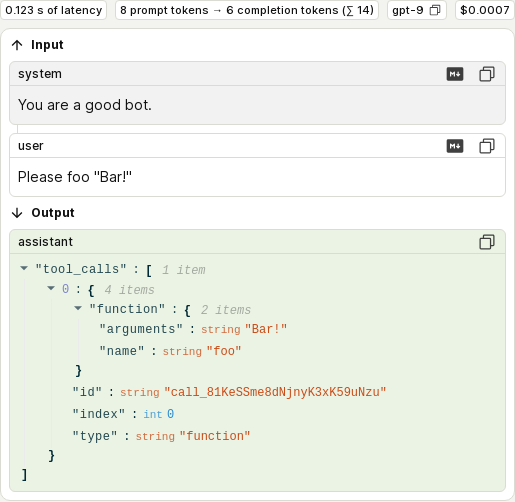 0.123 s of latency 8 prompt tokens → 6 completion tokens (∑ 14) gpt-9 $0.0007
Input
system
You are a good bot.
user
Please foo "Bar!"
Output
assistant
"tool_calls" : [ 1 item
0 : { 4 items
"function" : { 2 items
"arguments" : string "Bar!"
"name" : string "foo"
}
"id" : string "call_81KeSSme8dNjnyK3xK59uNzu"
"index" : int 0
"type" : string "function"
}
]